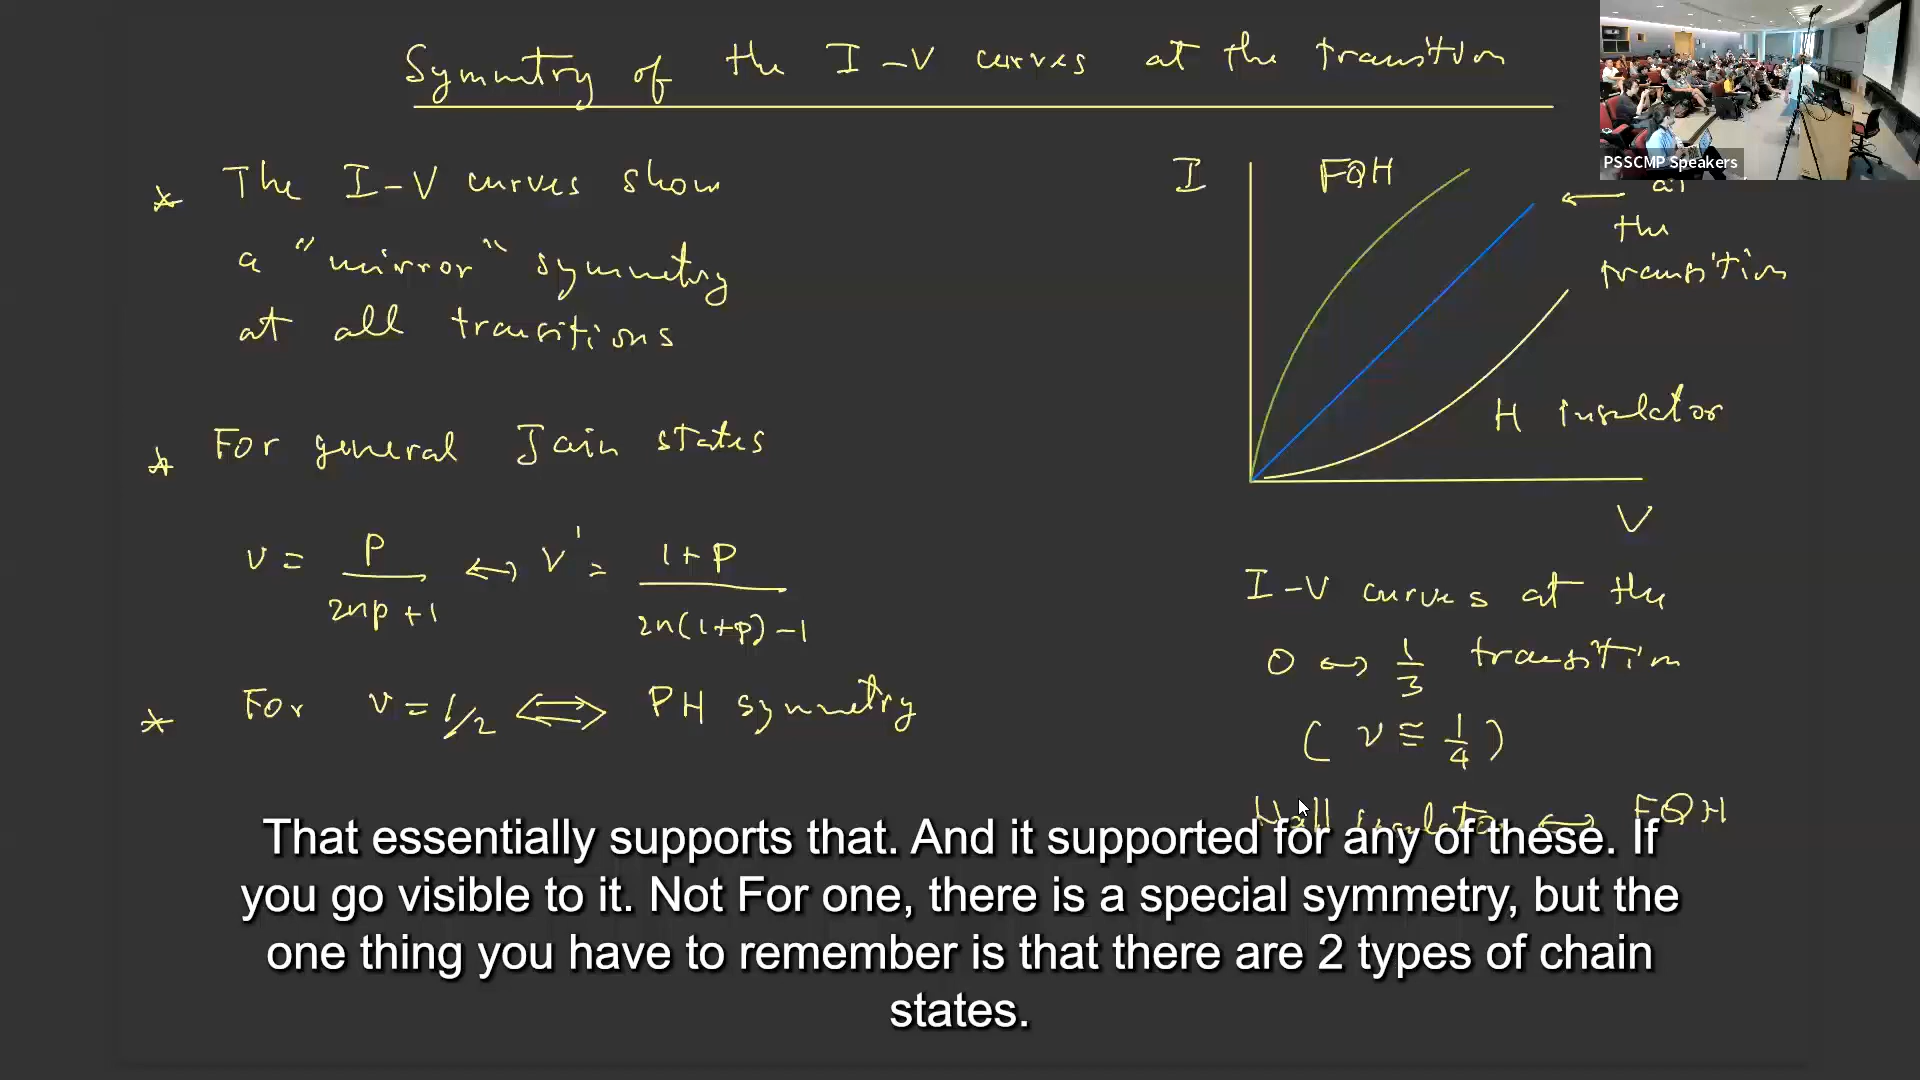 Symmetry of the I-V curves at the transition
PSSCMP Speakers
* The I-V curves show
a "mirror" symmetry
at all transitions
* For general Jain states
ν = p/(2np+1) ↔ ν' = (1+p)/(2n(1+p)-1)
* For ν = 1/2 ⟺ PH symmetry
I
FQH
← at
the
transition
H insulator
V
I-V curves at the
0 ↔ 1/3 transition
( ν ≅ 1/4 )
Hall insulator ↔ FQH
That essentially supports that. And it supported for any of these. If
you go visible to it. Not For one, there is a special symmetry, but the
one thing you have to remember is that there are 2 types of chain
states.